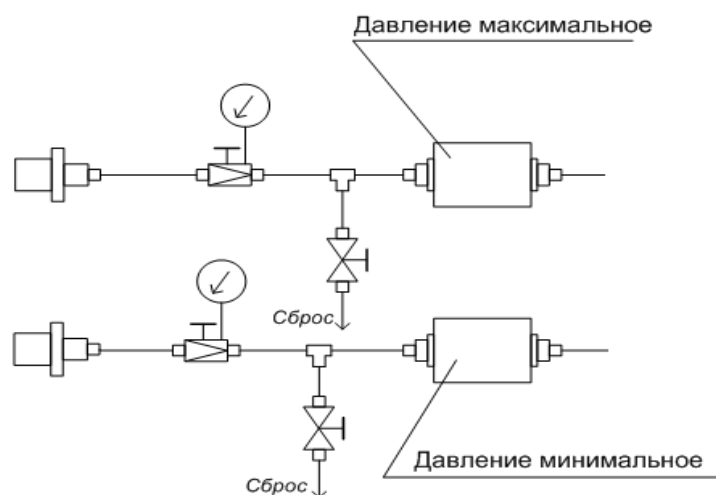 Давление максимальное
Сброс
Сброс
Давление минимальное